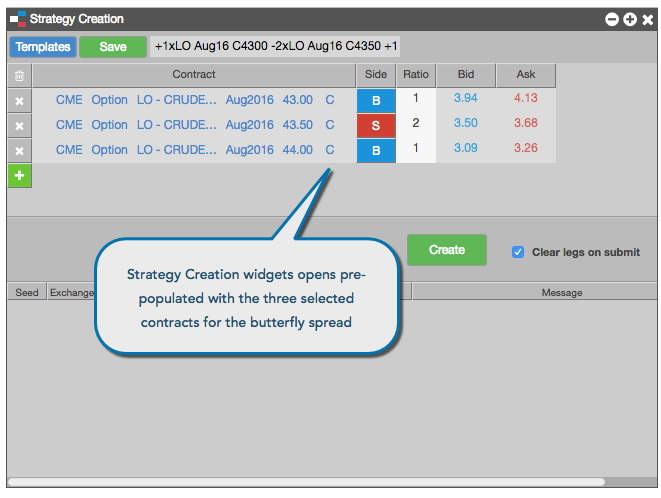 Strategy Creation
Templates Save +1xLO Aug16 C4300 -2xLO Aug16 C4350 +1
Contract Side Ratio Bid Ask
CME Option LO - CRUDE... Aug2016 43.00 C B 1 3.94 4.13
CME Option LO - CRUDE... Aug2016 43.50 C S 2 3.50 3.68
CME Option LO - CRUDE... Aug2016 44.00 C B 1 3.09 3.26
Create Clear legs on submit
Strategy Creation widgets opens pre-
populated with the three selected
contracts for the butterfly spread
Seed Exchange Message